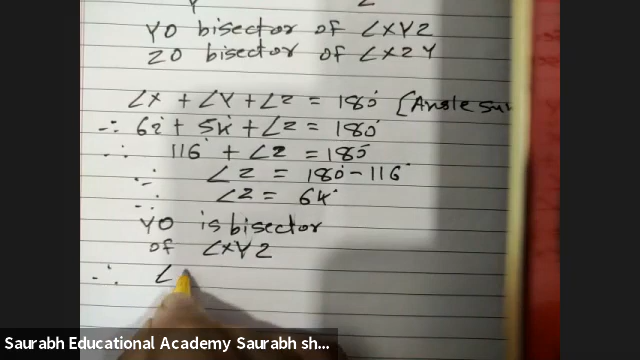 Y Z
YO bisector of ∠XYZ
ZO bisector of ∠XZY
∠X + ∠Y + ∠Z = 180° [Angle sum
∴ 62° + 54° + ∠Z = 180°
∴ 116° + ∠Z = 180°
∴ ∠Z = 180° - 116°
∴ ∠Z = 64°
YO is bisector
of ∠XYZ
∴ ∠
Saurabh Educational Academy Saurabh sh...